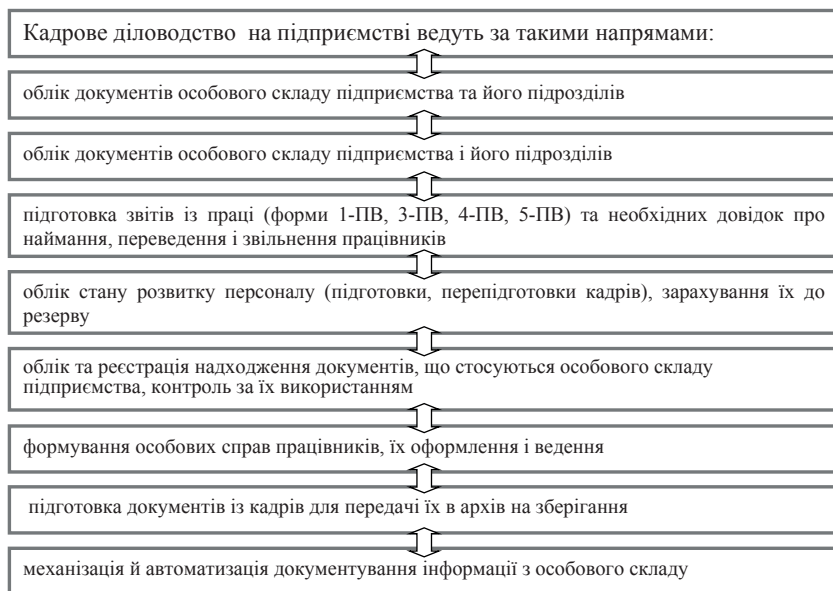 Кадрове діловодство на підприємстві ведуть за такими напрямами:
облік документів особового складу підприємства та його підрозділів
облік документів особового складу підприємства і його підрозділів
підготовка звітів із праці (форми 1-ПВ, 3-ПВ, 4-ПВ, 5-ПВ) та необхідних довідок про
наймання, переведення і звільнення працівників
облік стану розвитку персоналу (підготовки, перепідготовки кадрів), зарахування їх до
резерву
облік та реєстрація надходження документів, що стосуються особового складу
підприємства, контроль за їх використанням
формування особових справ працівників, їх оформлення і ведення
підготовка документів із кадрів для передачі їх в архів на зберігання
механізація й автоматизація документування інформації з особового складу